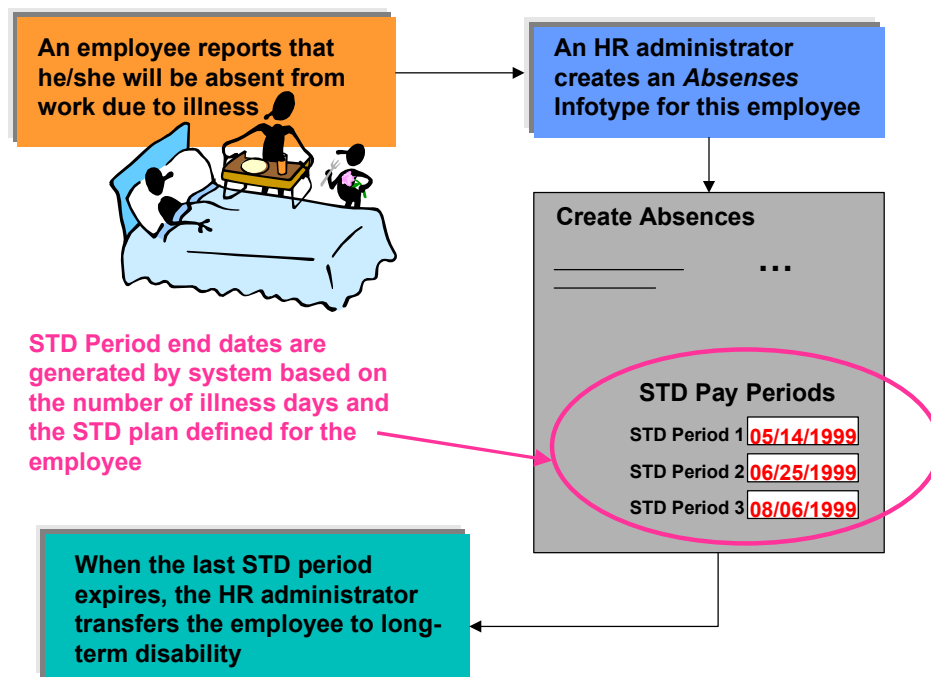 An employee reports that
he/she will be absent from
work due to illness
An HR administrator
creates an Absenses
Infotype for this employee
Create Absences
...
STD Period end dates are
generated by system based on
the number of illness days and
the STD plan defined for the
employee
STD Pay Periods
STD Period 1 05/14/1999
STD Period 2 06/25/1999
STD Period 3 08/06/1999
When the last STD period
expires, the HR administrator
transfers the employee to long-
term disability